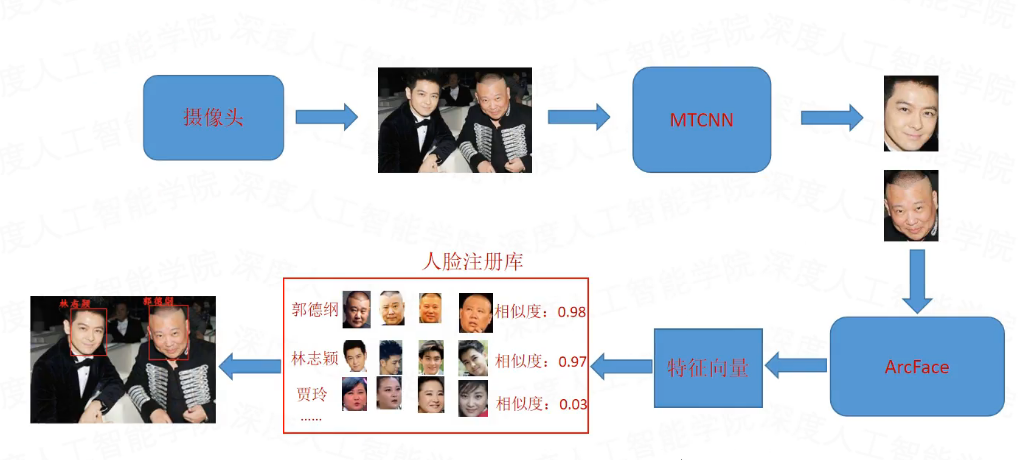 摄像头
MTCNN
人脸注册库
林志颖
郭德纲
郭德纲
相似度：0.98
林志颖
相似度：0.97
贾玲
相似度：0.03
……
特征向量
ArcFace
深度人工智能学院